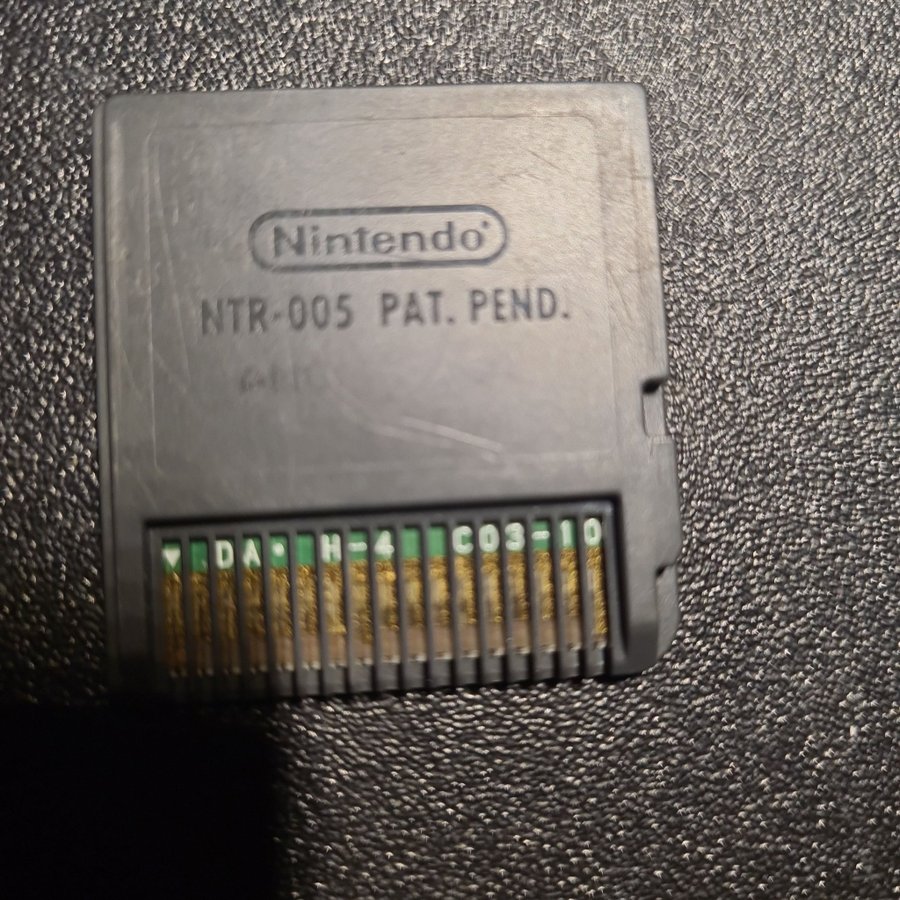 Nintendo
NTR-005 PAT. PEND.
▼ DA• H-4 C03-10